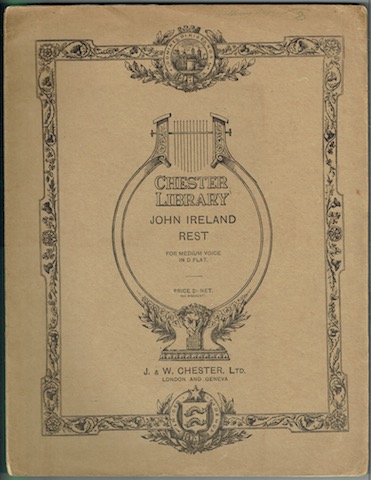 CHESTER
LIBRARY
JOHN IRELAND
REST
FOR MEDIUM VOICE
IN D FLAT.
PRICE 2/- NET.
J. & W. CHESTER, LTD.
LONDON AND GENEVA